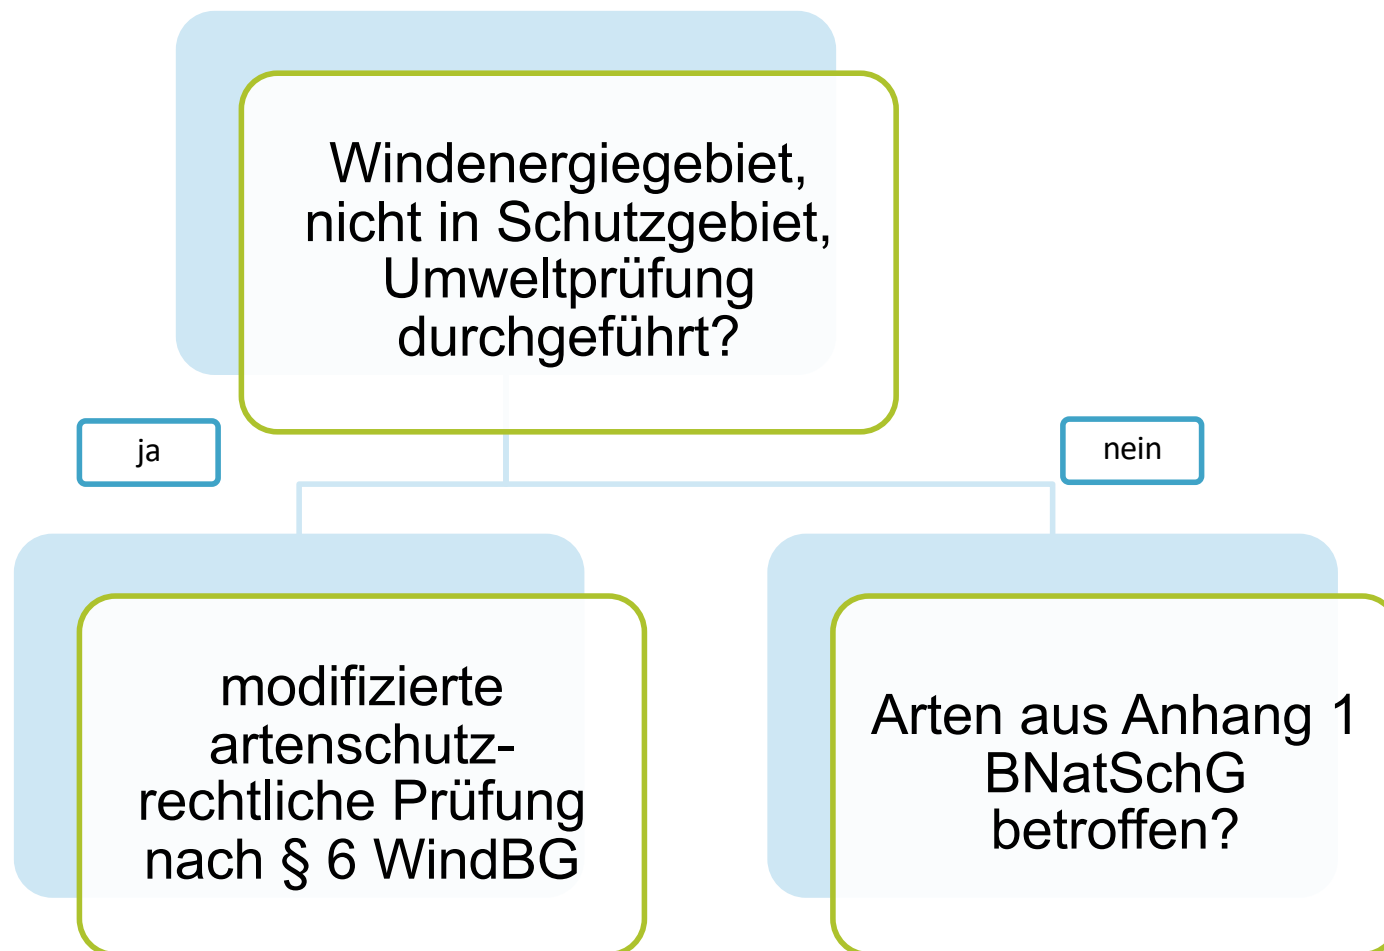 Windenergiegebiet,
nicht in Schutzgebiet,
Umweltprüfung
durchgeführt?
ja
nein
modifizierte
artenschutz-
rechtliche Prüfung
nach § 6 WindBG
Arten aus Anhang 1
BNatSchG
betroffen?